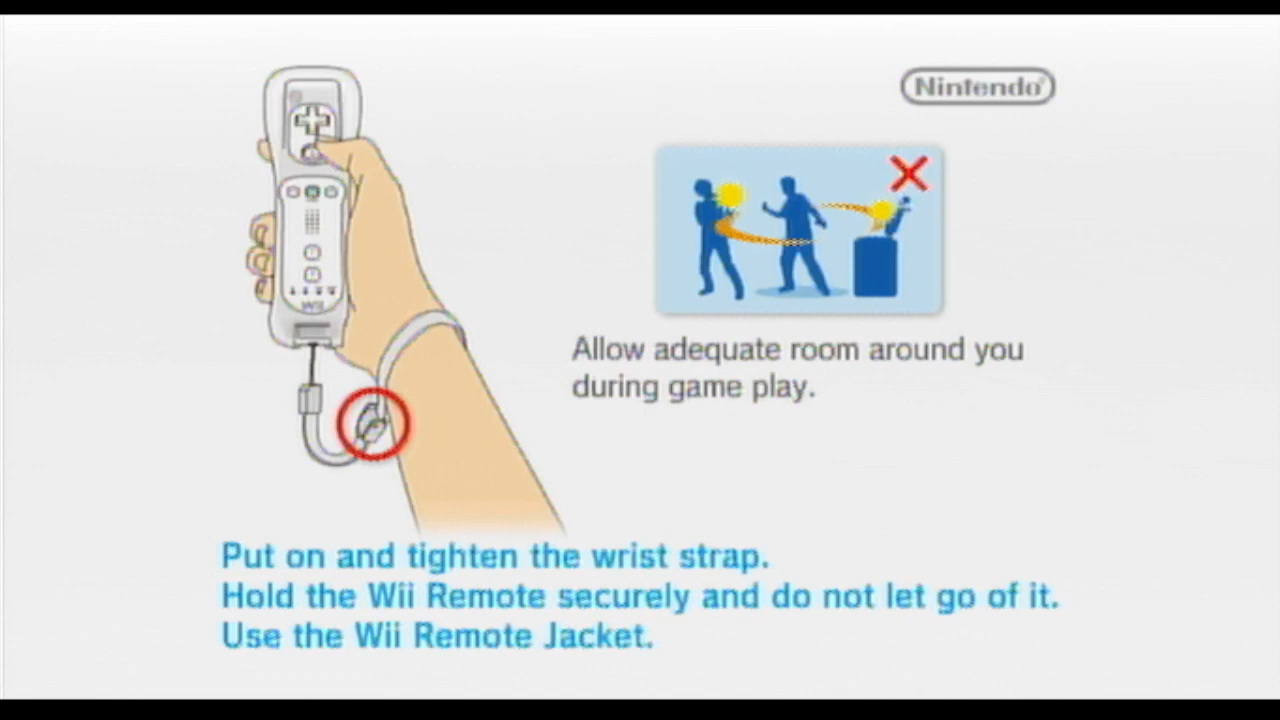 Nintendo
Allow adequate room around you
during game play.
Wii
Put on and tighten the wrist strap.
Hold the Wii Remote securely and do not let go of it.
Use the Wii Remote Jacket.